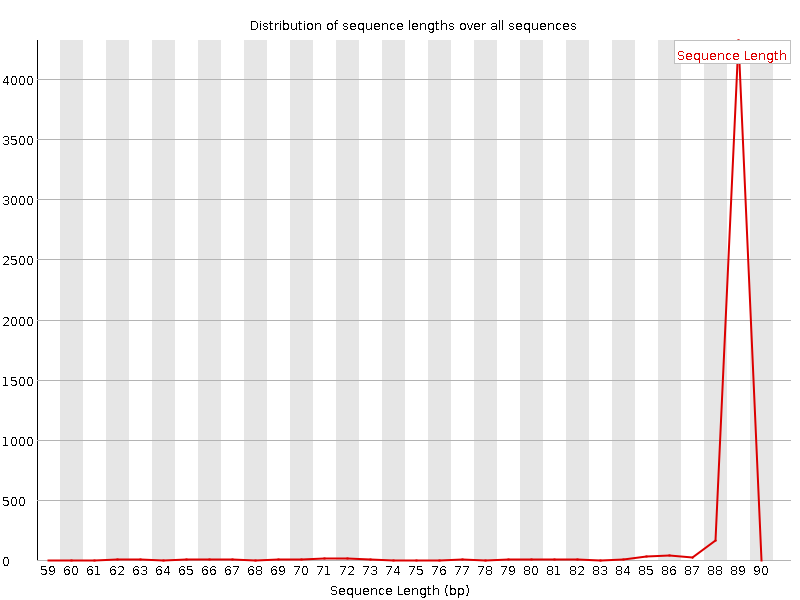 Distribution of sequence lengths over all sequences
Sequence Length
4000
3500
3000
2500
2000
1500
1000
500
0
59 60 61 62 63 64 65 66 67 68 69 70 71 72 73 74 75 76 77 78 79 80 81 82 83 84 85 86 87 88 89 90
Sequence Length (bp)